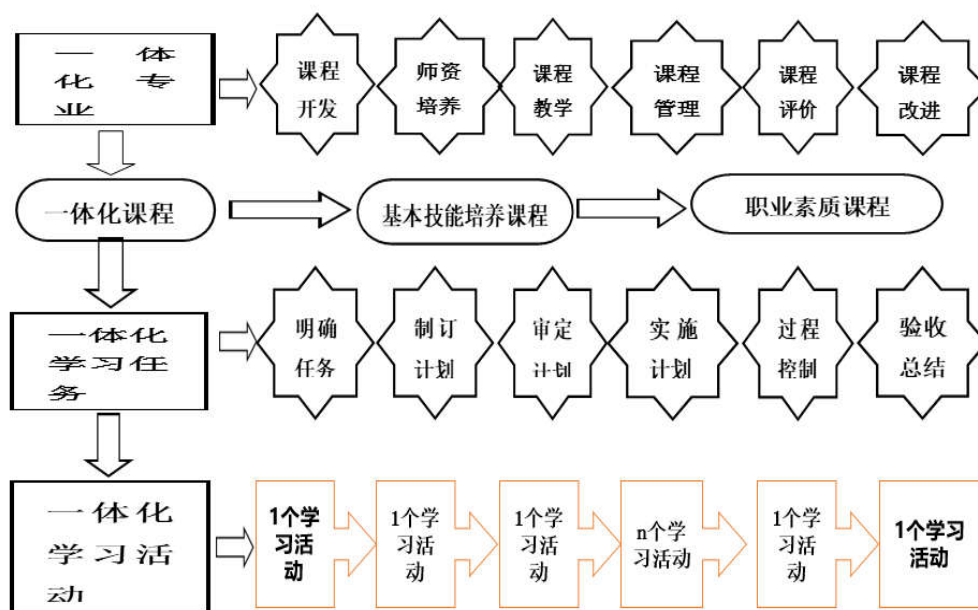 一 体
化 专
业
课程
开发
师资
培养
课程
教学
课程
管理
课程
评价
课程
改进
一体化课程
基本技能培养课程
职业素质课程
一体化
学习任
务
明确
任务
制订
计划
审定
计划
实施
计划
过程
控制
验收
总结
一体化
学习活
动
1个学
习活
动
1个学
习活
动
1个学
习活
动
n个学
习活动
1个学
习活
动
1个学习
活动